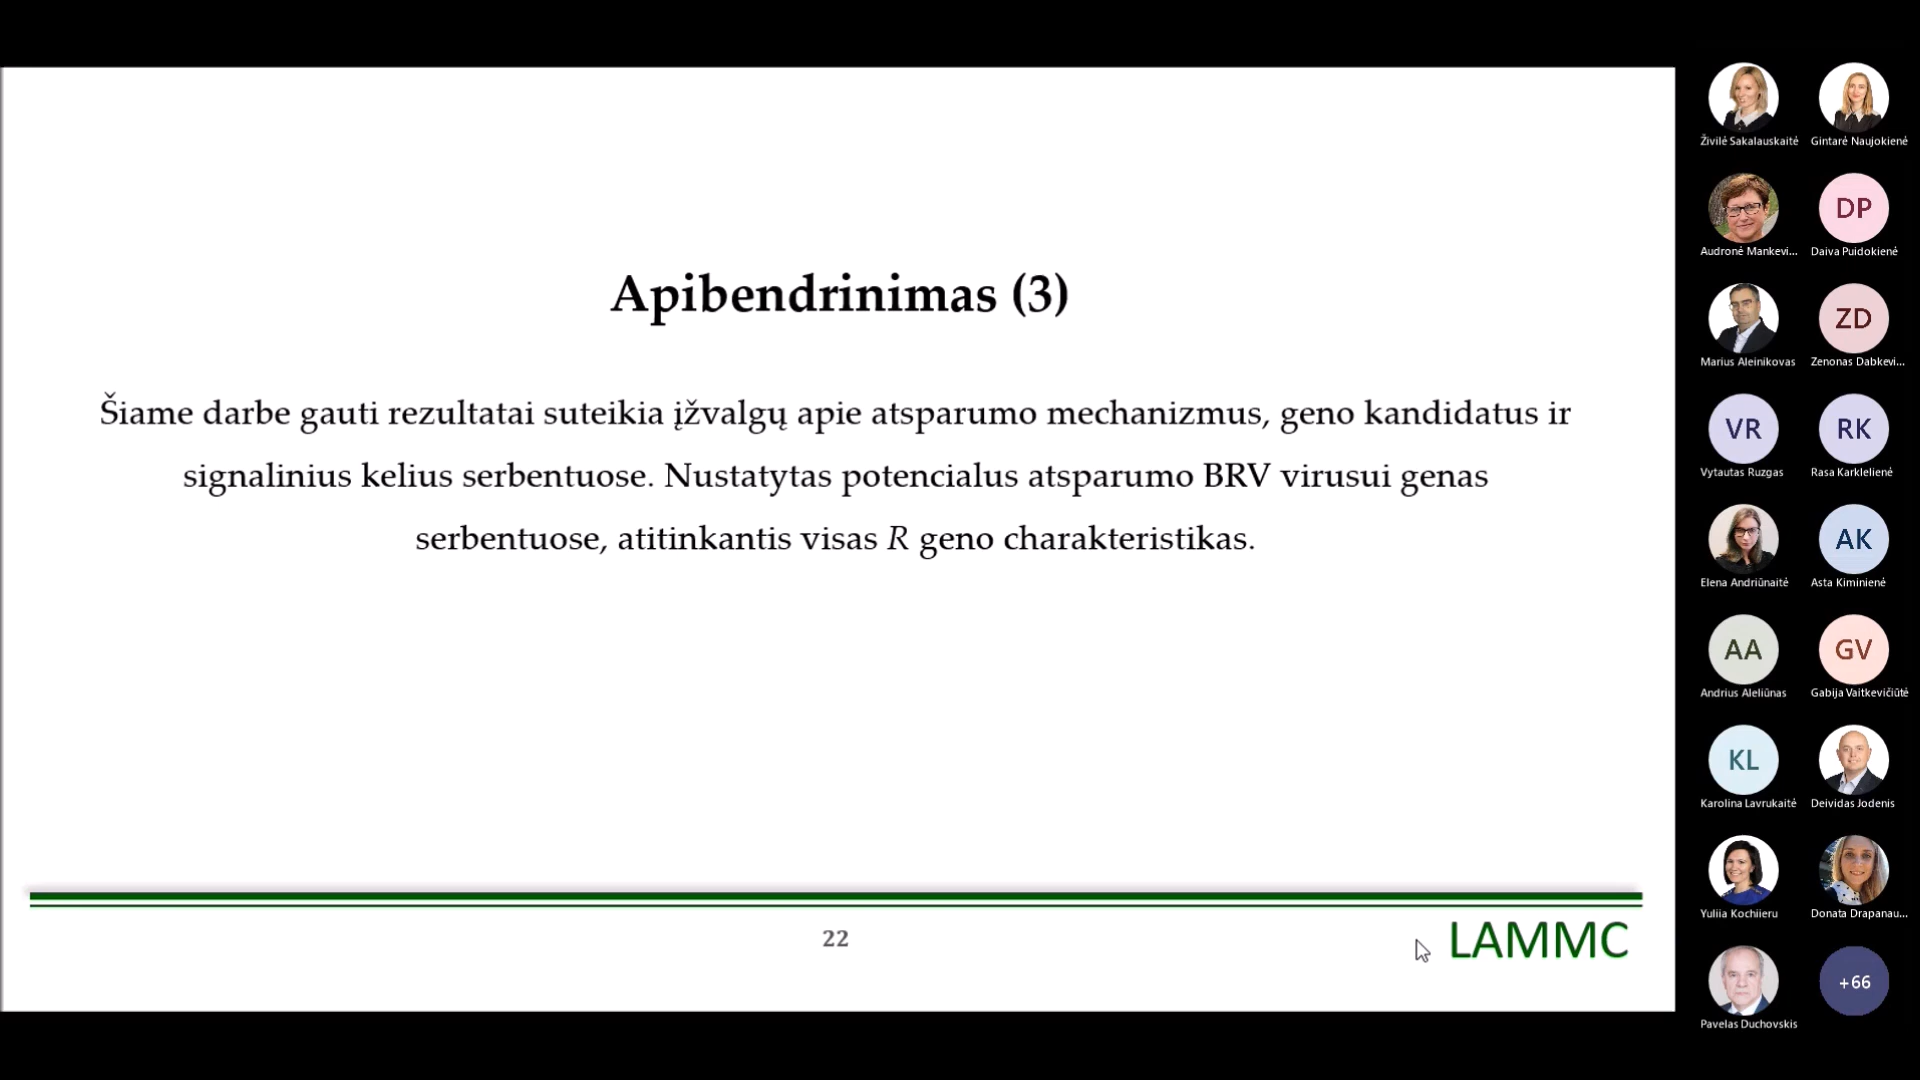 Apibendrinimas (3)
Šiame darbe gauti rezultatai suteikia įžvalgų apie atsparumo mechanizmus, geno kandidatus ir
signalinius kelius serbentuose. Nustatytas potencialus atsparumo BRV virusui genas
serbentuose, atitinkantis visas R geno charakteristikas.
22
LAMMC
Živilė Sakalauskaitė
Gintarė Naujokienė
Audronė Mankevi...
DP
Daiva Puidokienė
Marius Aleinikovas
ZD
Zenonas Dabkevi...
VR
Vytautas Ruzgas
RK
Rasa Karklelienė
Elena Andriūnaitė
AK
Asta Kiminienė
AA
Andrius Aleliūnas
GV
Gabija Vaitkevičiūtė
KL
Karolina Lavrukaitė
Deividas Jodenis
Yuliia Kochiieru
Donata Drapanau...
Pavelas Duchovskis
+66